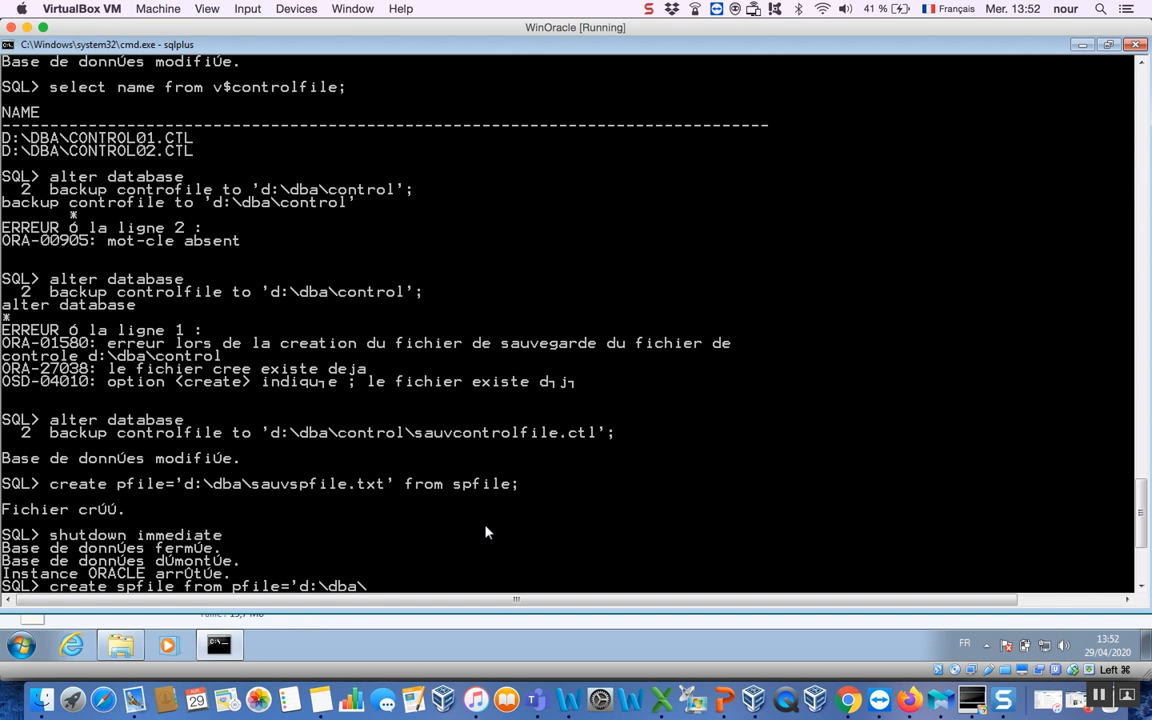 VirtualBox VM Machine View Input Devices Window Help 41 % Français Mer. 13:52 nour
WinOracle [Running]
C:\Windows\system32\cmd.exe - sqlplus
Base de donnÚes modifiÚe.
SQL> select name from v$controlfile;
NAME
--------------------------------------------------------------------------------
D:\DBA\CONTROL01.CTL
D:\DBA\CONTROL02.CTL
SQL> alter database
2 backup controfile to 'd:\dba\control';
backup controfile to 'd:\dba\control'
*
ERREUR ó la ligne 2 :
ORA-00905: mot-cle absent
SQL> alter database
2 backup controlfile to 'd:\dba\control';
alter database
*
ERREUR ó la ligne 1 :
ORA-01580: erreur lors de la creation du fichier de sauvegarde du fichier de
controle d:\dba\control
ORA-27038: le fichier cree existe deja
OSD-04010: option <create> indiqu┐e ; le fichier existe d┐j┐
SQL> alter database
2 backup controlfile to 'd:\dba\control\sauvcontrolfile.ctl';
Base de donnÚes modifiÚe.
SQL> create pfile='d:\dba\sauvspfile.txt' from spfile;
Fichier crÚÚ.
SQL> shutdown immediate
Base de donnÚes fermÚe.
Base de donnÚes dÚmontÚe.
Instance ORACLE arrÛtÚe.
SQL> create spfile from pfile='d:\dba\
FR 13:52
29/04/2020
Left ⌘